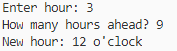 Enter hour: 3
How many hours ahead? 9
New hour: 12 o'clock